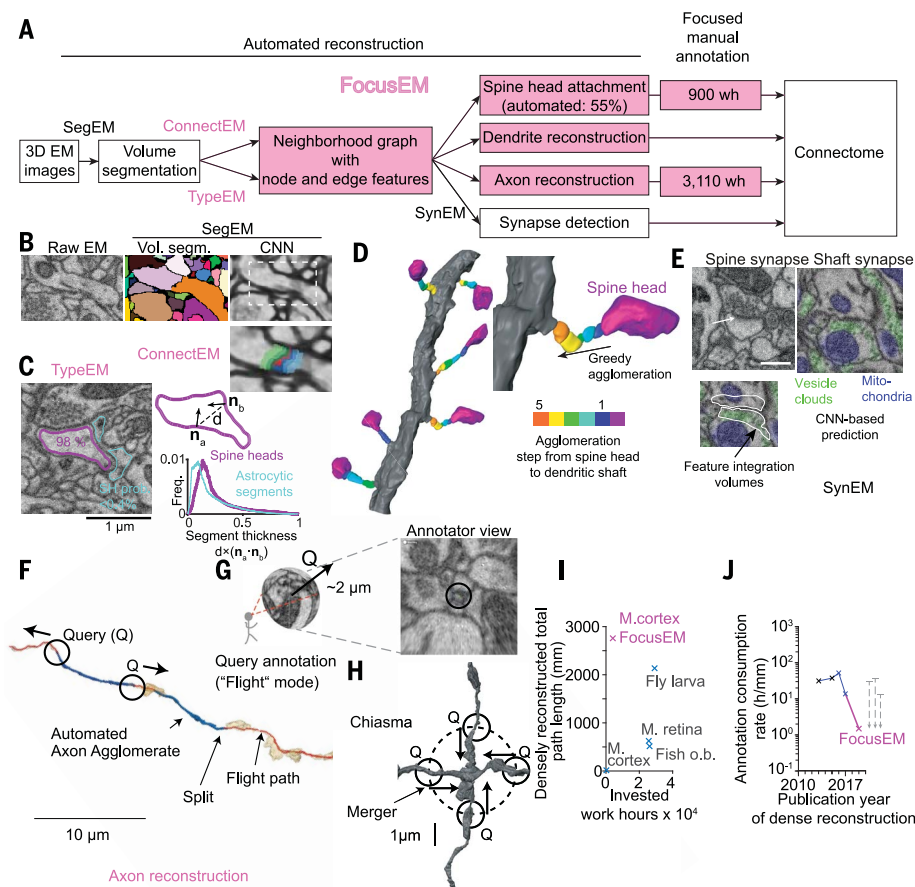 A
Automated reconstruction
Focused
manual
annotation
FocusEM
Spine head attachment
(automated: 55%)
900 wh
SegEM
ConnectEM
3D EM
images
Volume
segmentation
Neighborhood graph
with
node and edge features
Dendrite reconstruction
Connectome
TypeEM
Axon reconstruction
3,110 wh
SynEM
Synapse detection
B
SegEM
Raw EM
Vol. segm.
CNN
ConnectEM
C
TypeEM
98 %
1 µm
n_b
d
n_a
Spine heads
Astrocytic
segments
0.01
Freq.
0
0
0.5
1
Segment thickness
d×(n_a·n_b)
D
Spine head
Greedy
agglomeration
5
1
Agglomeration
step from spine head
to dendritic shaft
E
Spine synapse
Shaft synapse
Vesicle
clouds
Mito-
chondria
CNN-based
prediction
Feature integration
volumes
SynEM
F
Query (Q)
Q
Automated
Axon Agglomerate
Split
Flight path
10 µm
Axon reconstruction
G
Q
~2 µm
Annotator view
Query annotation
("Flight" mode)
H
Chiasma
Q
Q
Q
Q
Merger
1µm
I
Densely reconstructed total
path length (mm)
3000
2000
1000
0
M.cortex
FocusEM
Fly larva
M. retina
Fish o.b.
M.
cortex
0
2
4
6
Invested
work hours x 10⁴
J
Annotation consumption
rate (h/mm)
10³
10²
10¹
10⁰
FocusEM
2010
2017
Publication year
of dense reconstruction